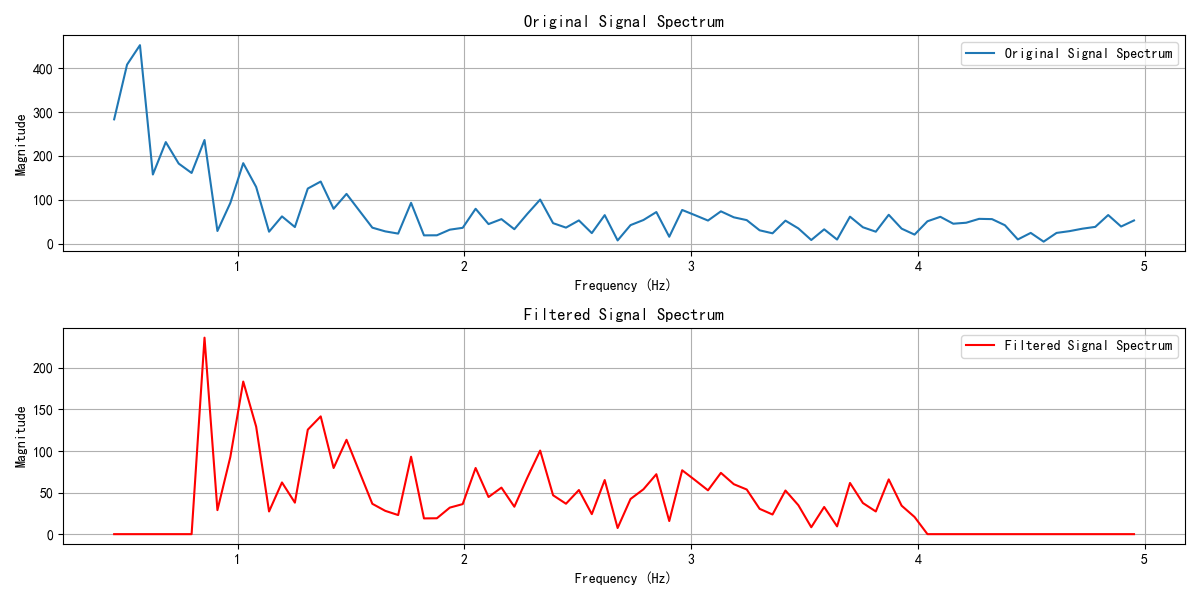 Original Signal Spectrum
Original Signal Spectrum
Magnitude
400
300
200
100
0
1
2
3
4
5
Frequency (Hz)
Filtered Signal Spectrum
Filtered Signal Spectrum
Magnitude
200
150
100
50
0
1
2
3
4
5
Frequency (Hz)